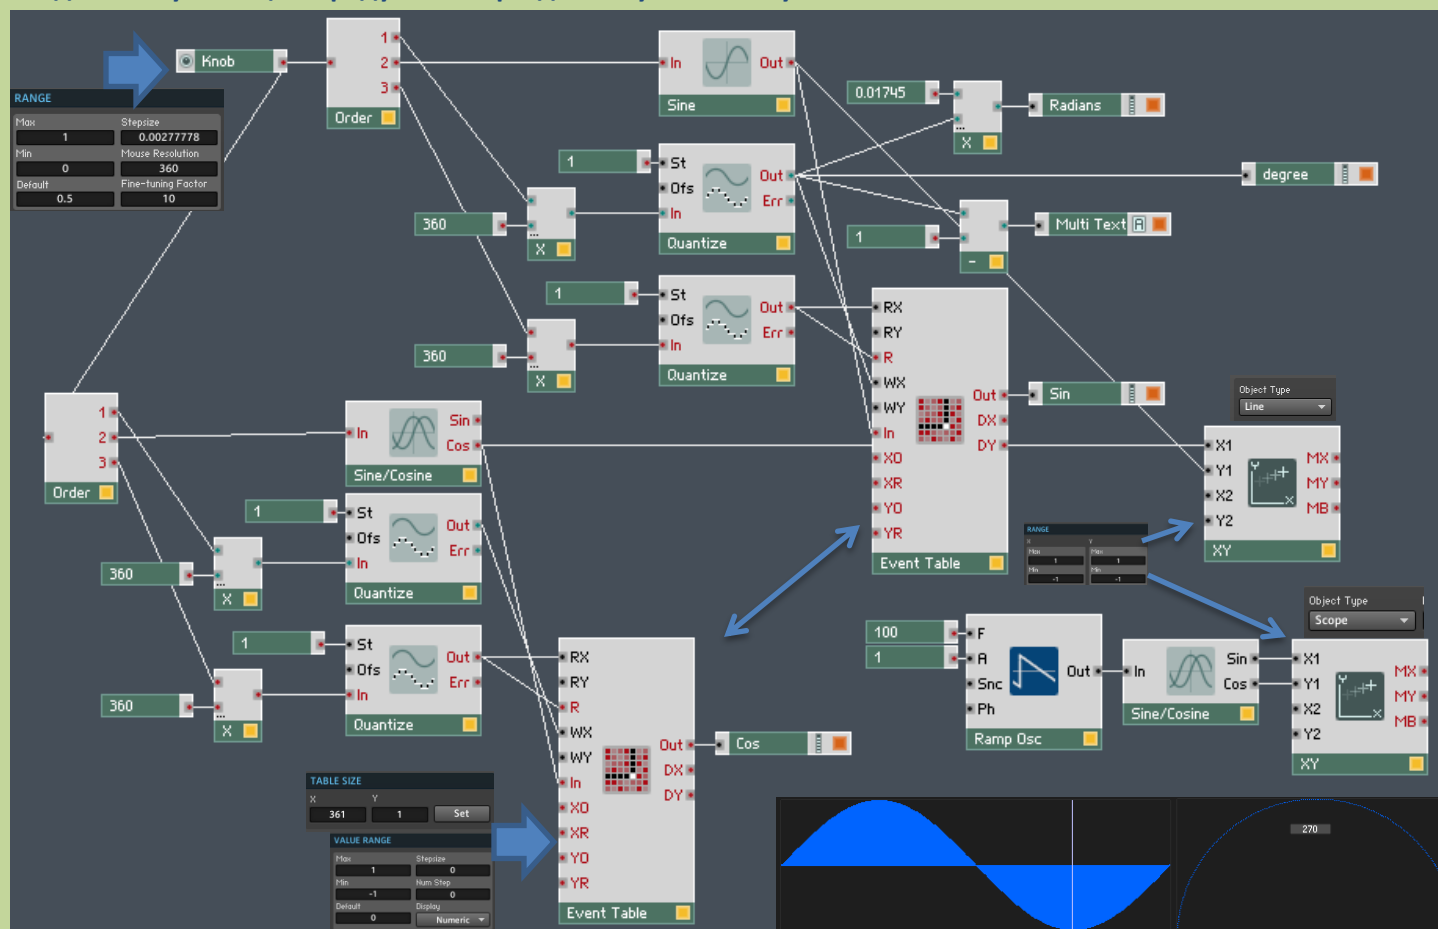 Knob
RANGE
Max
Stepsize
1
0.00277778
Min
Mouse Resolution
0
360
Default
Fine-tuning Factor
0.5
10
1
2
3
Order
In
Out
Sine
0.01745
...
X
Radians
1
St
Ofs
In
Out
Err
Quantize
degree
360
...
X
1
-
Multi Text
A
1
St
Ofs
In
Out
Err
Quantize
360
...
X
RX
RY
R
WX
WY
In
XO
XR
YO
YR
Out
DX
DY
Event Table
Sin
Object Type
Line
X1
Y1
X2
Y2
MX
MY
MB
XY
1
2
3
Order
In
Sin
Cos
Sine/Cosine
1
St
Ofs
In
Out
Err
Quantize
360
...
X
1
St
Ofs
In
Out
Err
Quantize
360
...
X
RX
RY
R
WX
WY
In
XO
XR
YO
YR
Out
DX
DY
Event Table
Cos
TABLE SIZE
X
Y
361
1
Set
VALUE RANGE
Max
Stepsize
1
0
Min
Num Step
-1
0
Default
Display
0
Numeric
RANGE
X
Y
Max
Max
1
1
Min
Min
-1
-1
100
1
F
A
Snc
Ph
Out
Ramp Osc
In
Sin
Cos
Sine/Cosine
Object Type
Scope
X1
Y1
X2
Y2
MX
MY
MB
XY
270